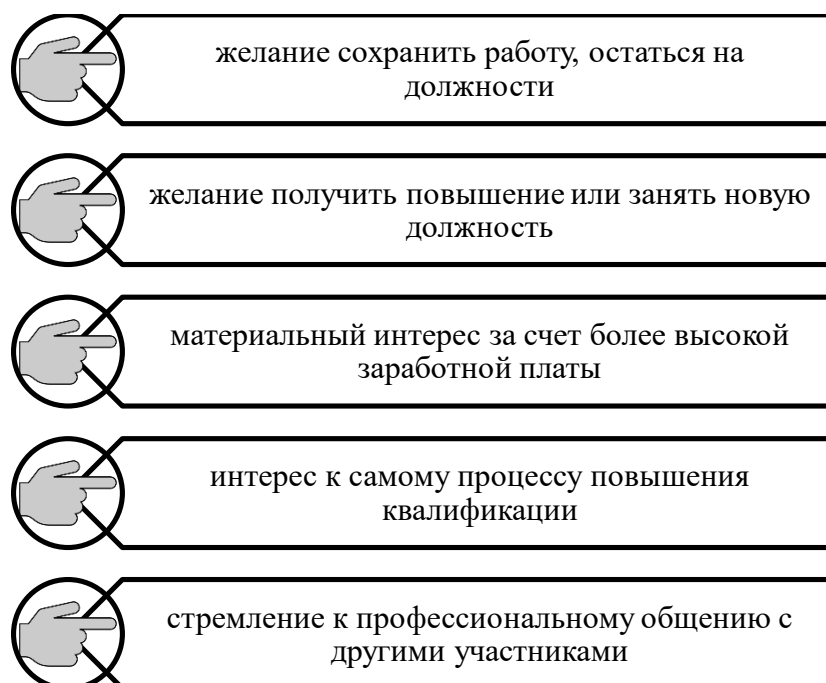 желание сохранить работу, остаться на
должности
желание получить повышение или занять новую
должность
материальный интерес за счет более высокой
заработной платы
интерес к самому процессу повышения
квалификации
стремление к профессиональному общению с
другими участниками